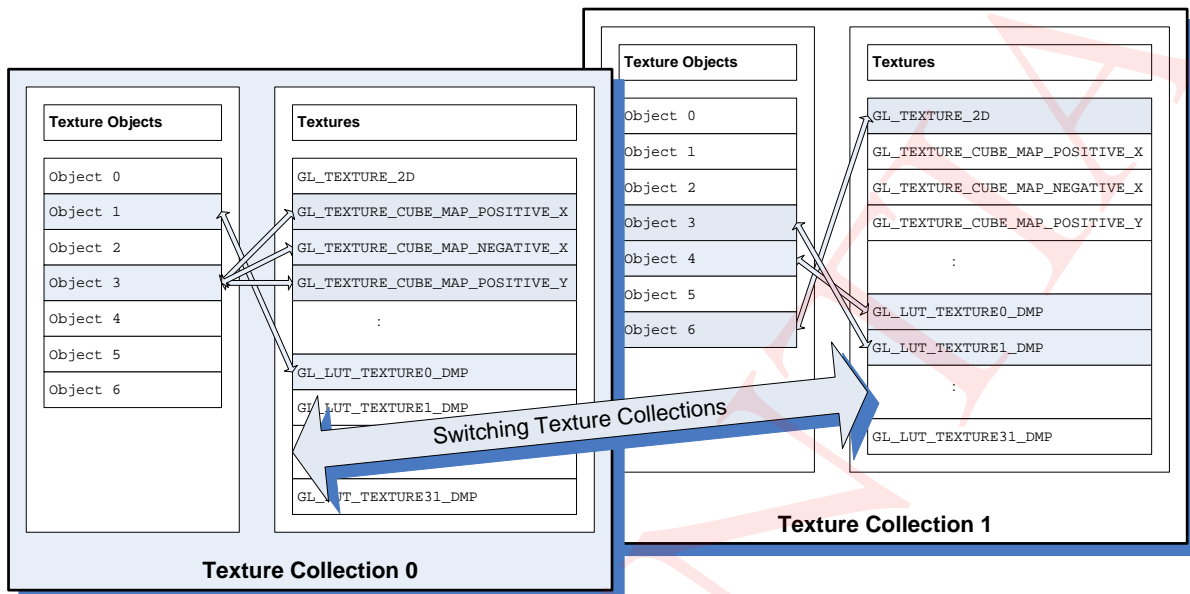 Texture Objects
Object 0
Object 1
Object 2
Object 3
Object 4
Object 5
Object 6
Textures
GL_TEXTURE_2D
GL_TEXTURE_CUBE_MAP_POSITIVE_X
GL_TEXTURE_CUBE_MAP_NEGATIVE_X
GL_TEXTURE_CUBE_MAP_POSITIVE_Y
:
GL_LUT_TEXTURE0_DMP
GL_LUT_TEXTURE1_DMP
GL_LUT_TEXTURE31_DMP
Texture Collection 0
Switching Texture Collections
Texture Objects
Object 0
Object 1
Object 2
Object 3
Object 4
Object 5
Object 6
Textures
GL_TEXTURE_2D
GL_TEXTURE_CUBE_MAP_POSITIVE_X
GL_TEXTURE_CUBE_MAP_NEGATIVE_X
GL_TEXTURE_CUBE_MAP_POSITIVE_Y
:
GL_LUT_TEXTURE0_DMP
GL_LUT_TEXTURE1_DMP
:
GL_LUT_TEXTURE31_DMP
Texture Collection 1